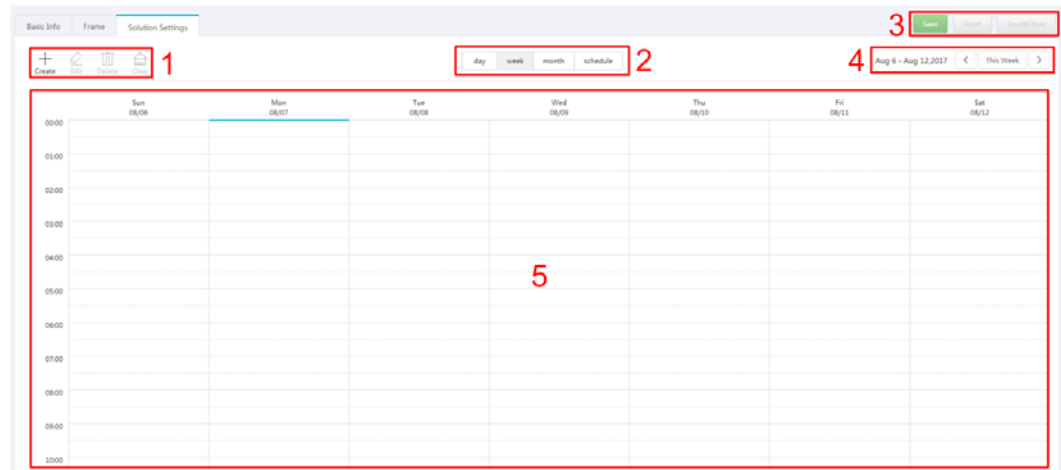 Basic Info Frame Solution Settings
3 Save Reset Save&Close
Create Edit Delete Clear 1
day week month schedule 2
4 Aug 6 - Aug 12,2017 < This Week >
Sun Mon Tue Wed Thu Fri Sat
08/06 08/07 08/08 08/09 08/10 08/11 08/12
00:00
01:00
02:00
03:00
04:00
5
05:00
06:00
07:00
08:00
09:00
10:00